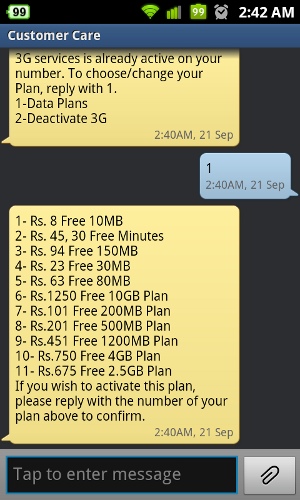 99
99
2:42 AM
Customer Care
3G services is already active on your
number. To choose/change your
Plan, reply with 1.
1-Data Plans
2-Deactivate 3G
2:40AM, 21 Sep
1
2:40AM, 21 Sep
1- Rs. 8 Free 10MB
2- Rs. 45, 30 Free Minutes
3- Rs. 94 Free 150MB
4- Rs. 23 Free 30MB
5- Rs. 63 Free 80MB
6- Rs.1250 Free 10GB Plan
7- Rs.101 Free 200MB Plan
8-Rs.201 Free 500MB Plan
9-Rs.451 Free 1200MB Plan
10- Rs.750 Free 4GB Plan
11- Rs.675 Free 2.5GB Plan
If you wish to activate this plan,
please reply with the number of your
plan above to confirm.
2:40AM, 21 Sep
Tap to enter message